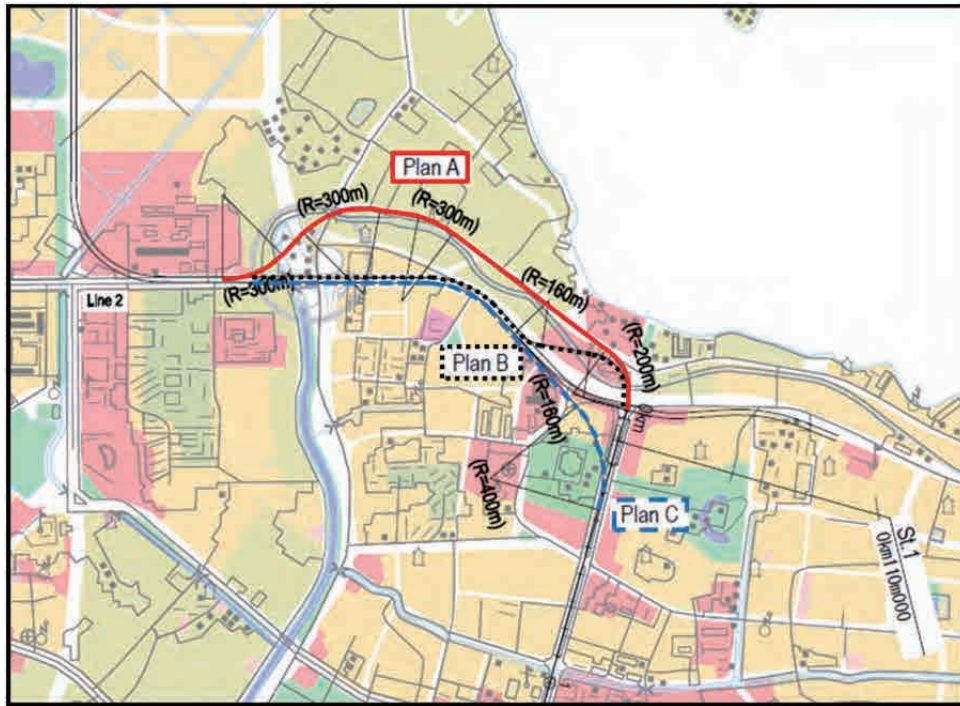 Plan A
(R=300m)
(R=300m)
(R=300m)
Line 2
(R=160m)
(R=200m)
Plan B
(R=160m)
0km
(R=400m)
Plan C
St.1
0km110m000